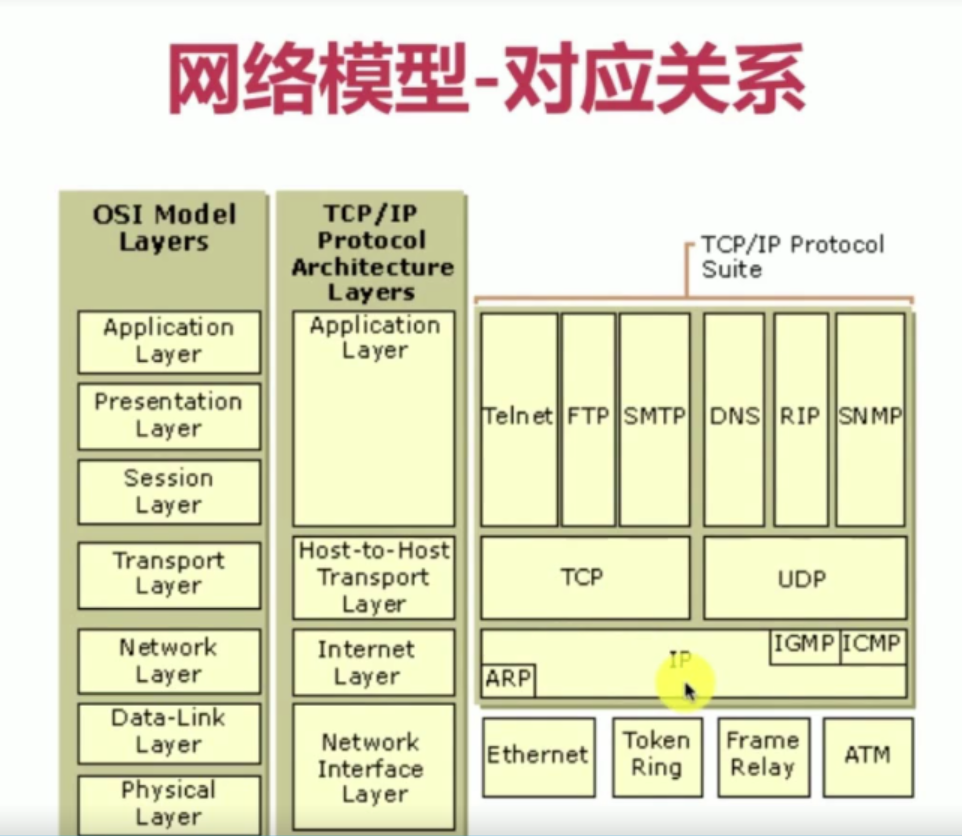 网络模型-对应关系
OSI Model
Layers
Application
Layer
Presentation
Layer
Session
Layer
Transport
Layer
Network
Layer
Data-Link
Layer
Physical
Layer
TCP/IP
Protocol
Architecture
Layers
Application
Layer
Host-to-Host
Transport
Layer
Internet
Layer
Network
Interface
Layer
TCP/IP Protocol
Suite
Telnet
FTP
SMTP
DNS
RIP
SNMP
TCP
UDP
IP
IGMP
ICMP
ARP
Ethernet
Token
Ring
Frame
Relay
ATM